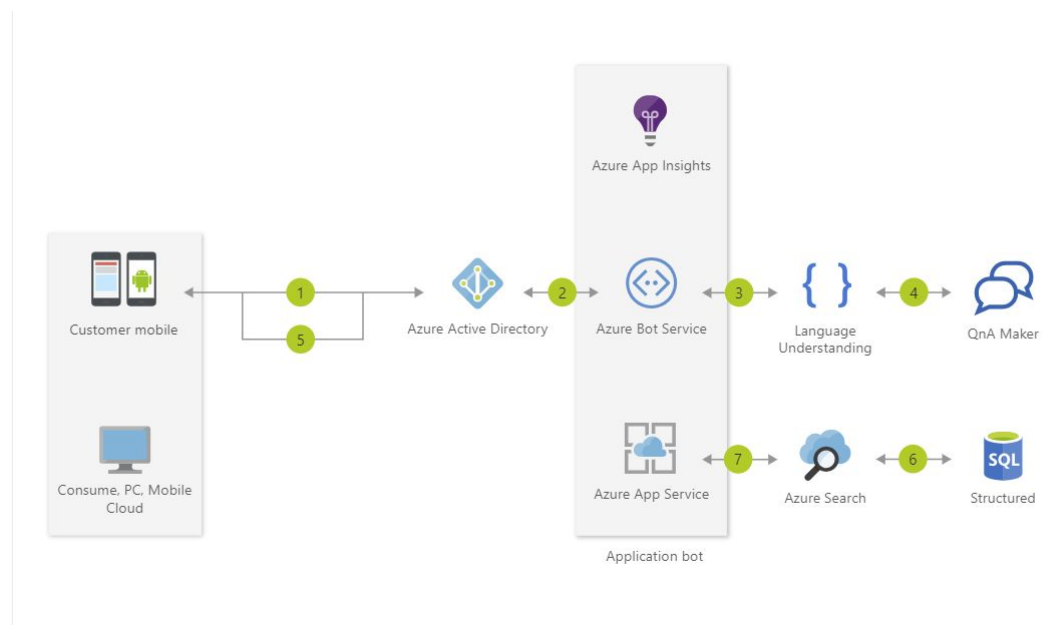 Azure App Insights
Customer mobile
1
5
Azure Active Directory
2
Azure Bot Service
3
Language
Understanding
4
QnA Maker
Consume, PC, Mobile
Cloud
Azure App Service
7
Azure Search
6
SQL
Structured
Application bot